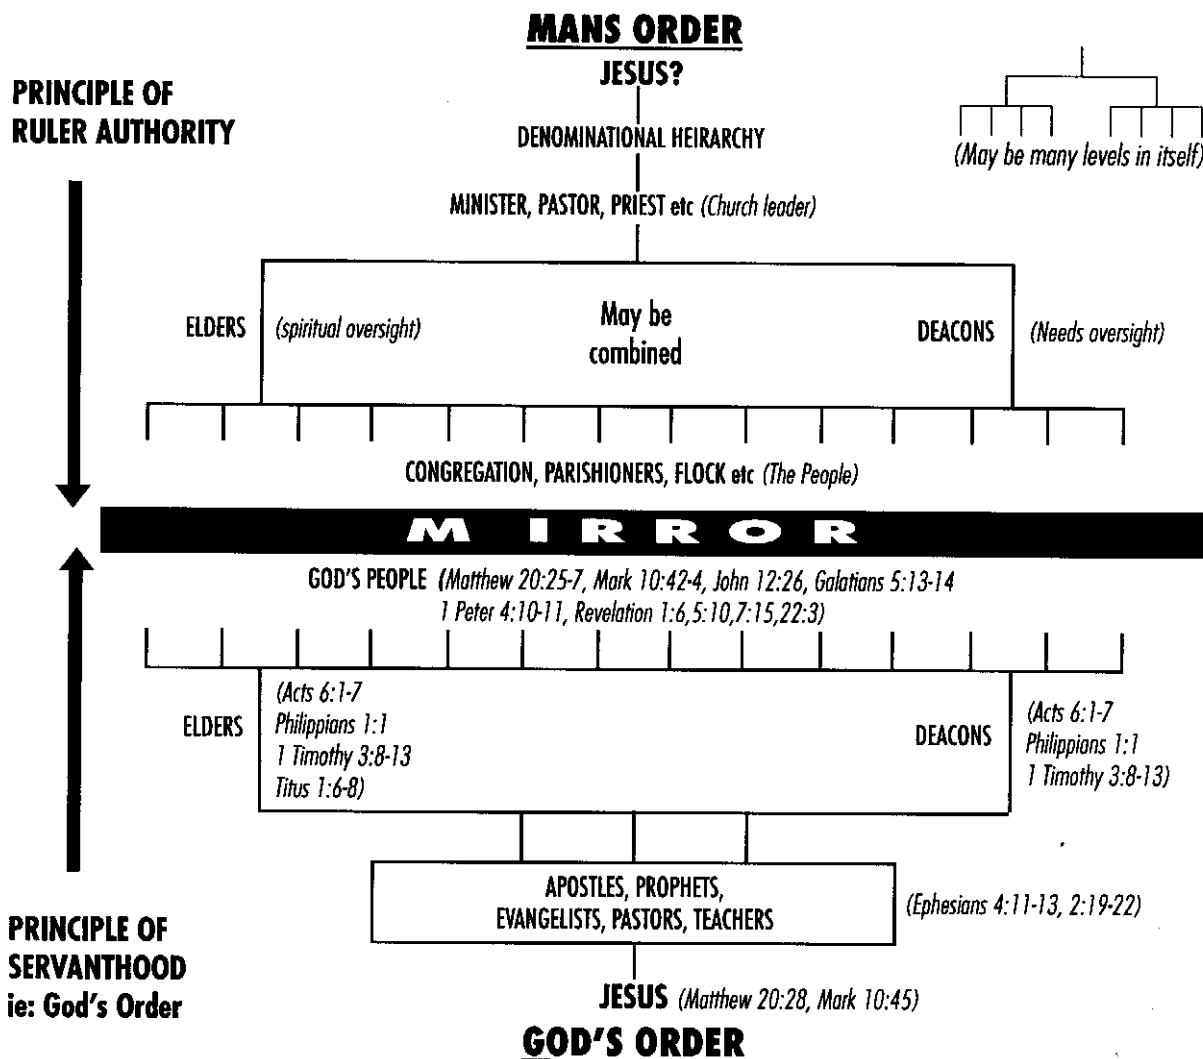 MANS ORDER
JESUS?
PRINCIPLE OF
RULER AUTHORITY
DENOMINATIONAL HEIRARCHY
(May be many levels in itself)
MINISTER, PASTOR, PRIEST etc (Church leader)
ELDERS (spiritual oversight)
May be
combined
DEACONS (Needs oversight)
CONGREGATION, PARISHIONERS, FLOCK etc (The People)
MIRROR
GOD'S PEOPLE (Matthew 20:25-7, Mark 10:42-4, John 12:26, Galatians 5:13-14
1 Peter 4:10-11, Revelation 1:6,5:10,7:15,22:3)
ELDERS
(Acts 6:1-7
Philippians 1:1
1 Timothy 3:8-13
Titus 1:6-8)
DEACONS
(Acts 6:1-7
Philippians 1:1
1 Timothy 3:8-13)
APOSTLES, PROPHETS,
EVANGELISTS, PASTORS, TEACHERS
(Ephesians 4:11-13, 2:19-22)
PRINCIPLE OF
SERVANTHOOD
ie: God's Order
JESUS (Matthew 20:28, Mark 10:45)
GOD'S ORDER